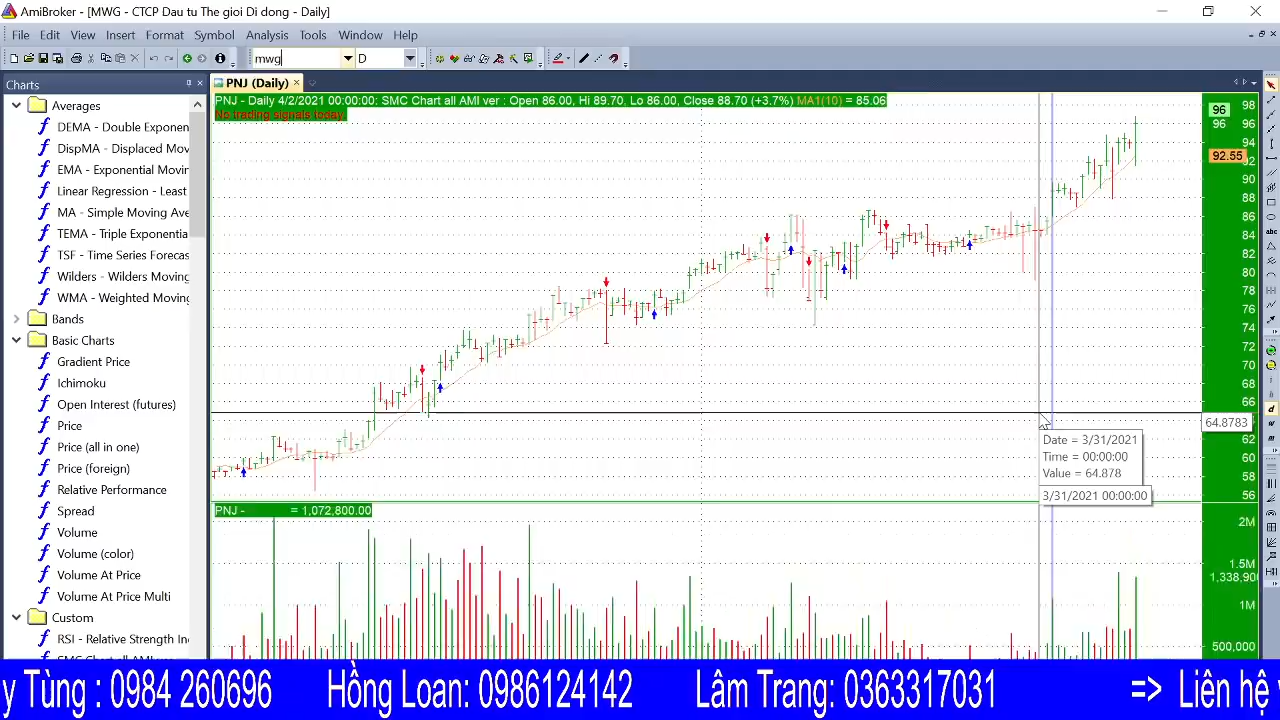 AmiBroker - [MWG - CTCP Dau tu The gioi Di dong - Daily]
File Edit View Insert Format Symbol Analysis Tools Window Help
mwg D
Charts
PNJ (Daily)
Averages
DEMA - Double Exponen
DispMA - Displaced Mov
EMA - Exponential Movi
Linear Regression - Least
MA - Simple Moving Ave
TEMA - Triple Exponentia
TSF - Time Series Forecas
Wilders - Wilders Moving
WMA - Weighted Moving
Bands
Basic Charts
Gradient Price
Ichimoku
Open Interest (futures)
Price
Price (all in one)
Price (foreign)
Relative Performance
Spread
Volume
Volume (color)
Volume At Price
Volume At Price Multi
Custom
RSI - Relative Strength In
PNJ - Daily 4/2/2021 00:00:00: SMC Chart all AMI ver : Open 86.00, Hi 89.70, Lo 86.00, Close 88.70 (+3.7%) MA1(10) = 85.06
No trading signals today.
98
96
96
94
92.55
92
90
88
86
84
82
80
78
76
74
72
70
68
66
64.8783
62
60
58
56
Date = 3/31/2021
Time = 00:00:00
Value = 64.878
3/31/2021 00:00:00
PNJ - = 1,072,800.00
2M
1.5M
1,338,900
1M
500,000
y Tùng : 0984 260696 Hồng Loan: 0986124142 Lâm Trang: 0363317031 => Liên hệ